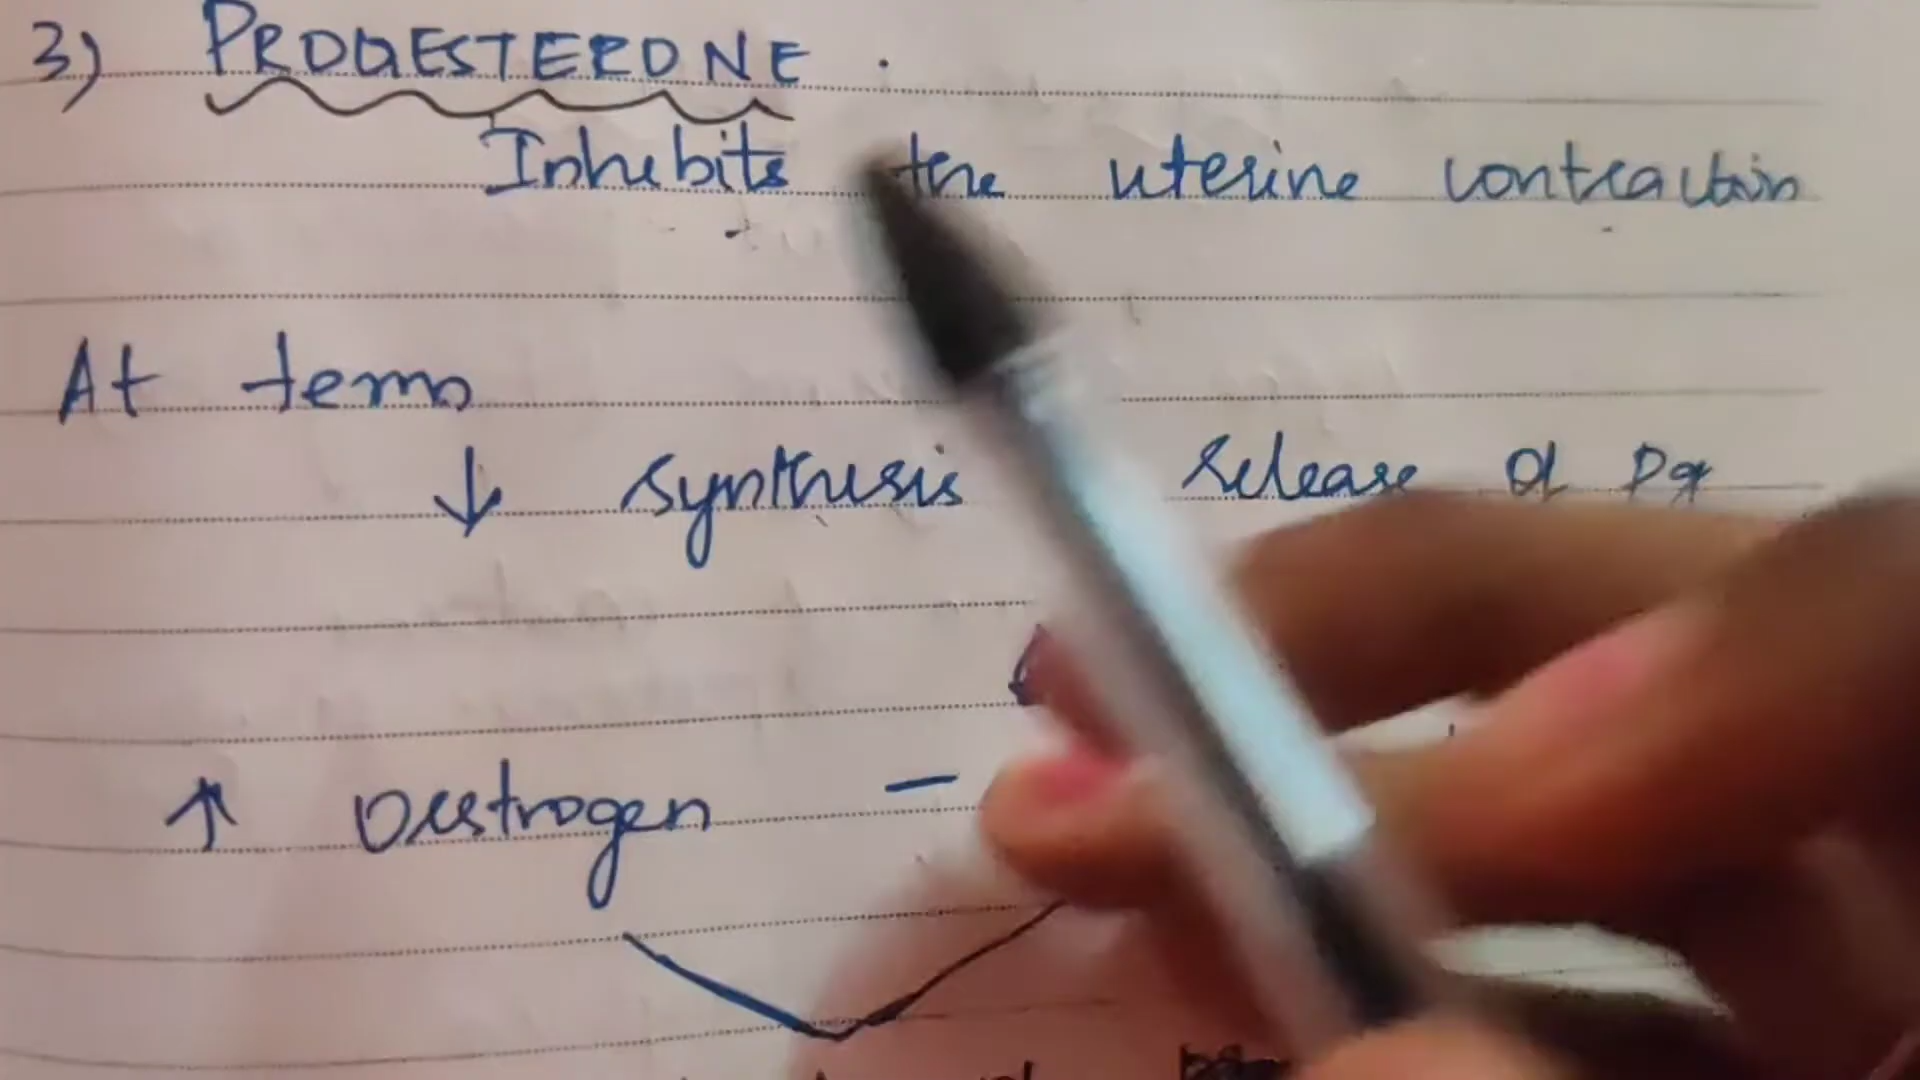 3) PROGESTERONE .
Inhibits the uterine contraction
At term
↓ synthesis release of Pg
↑ Oestrogen -